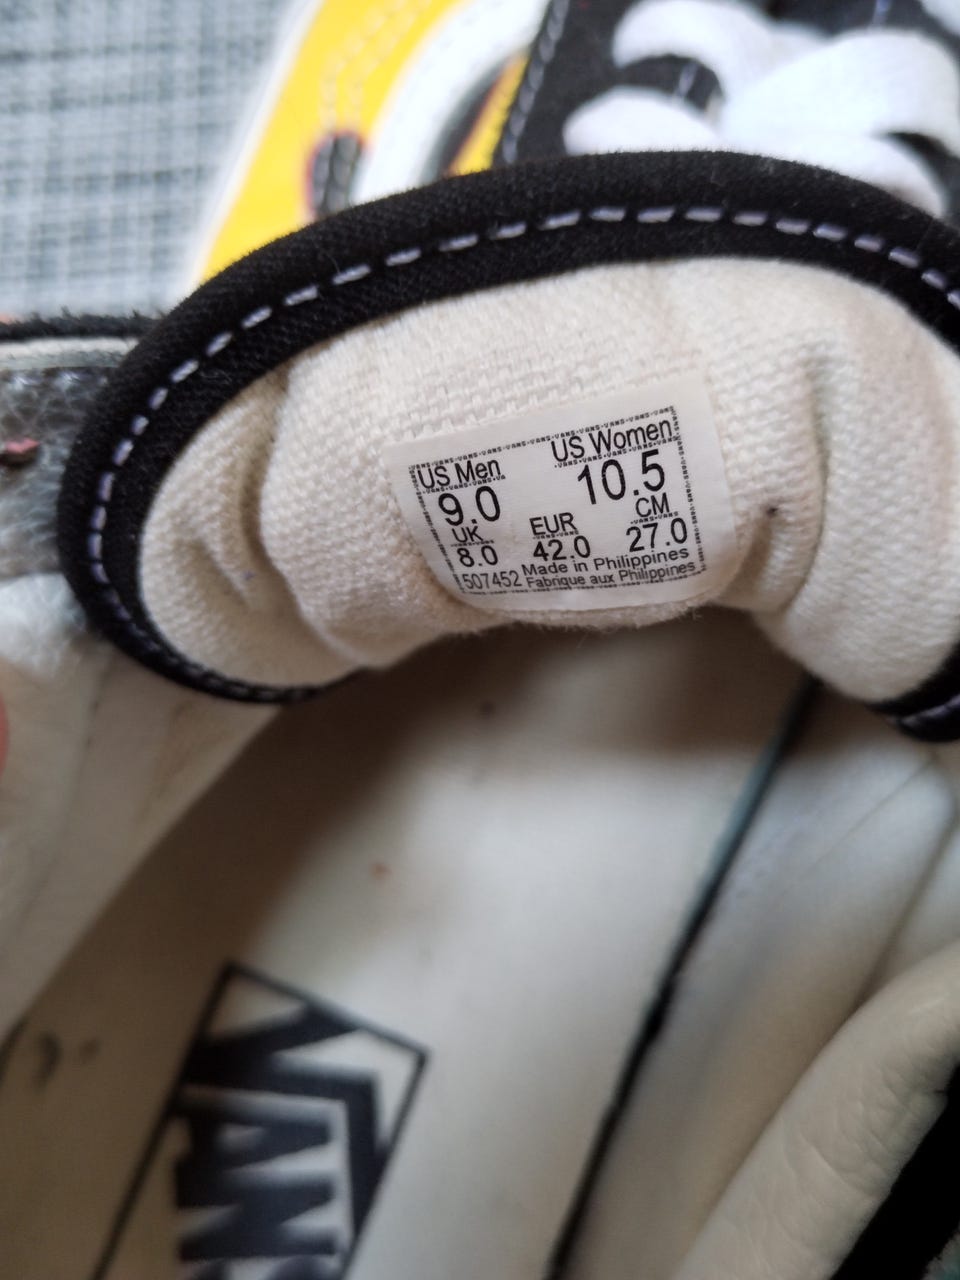 US Men US Women
9.0 10.5
UK EUR CM
8.0 42.0 27.0
Made in Philippines
507452 Fabrique aux Philippines
VANS